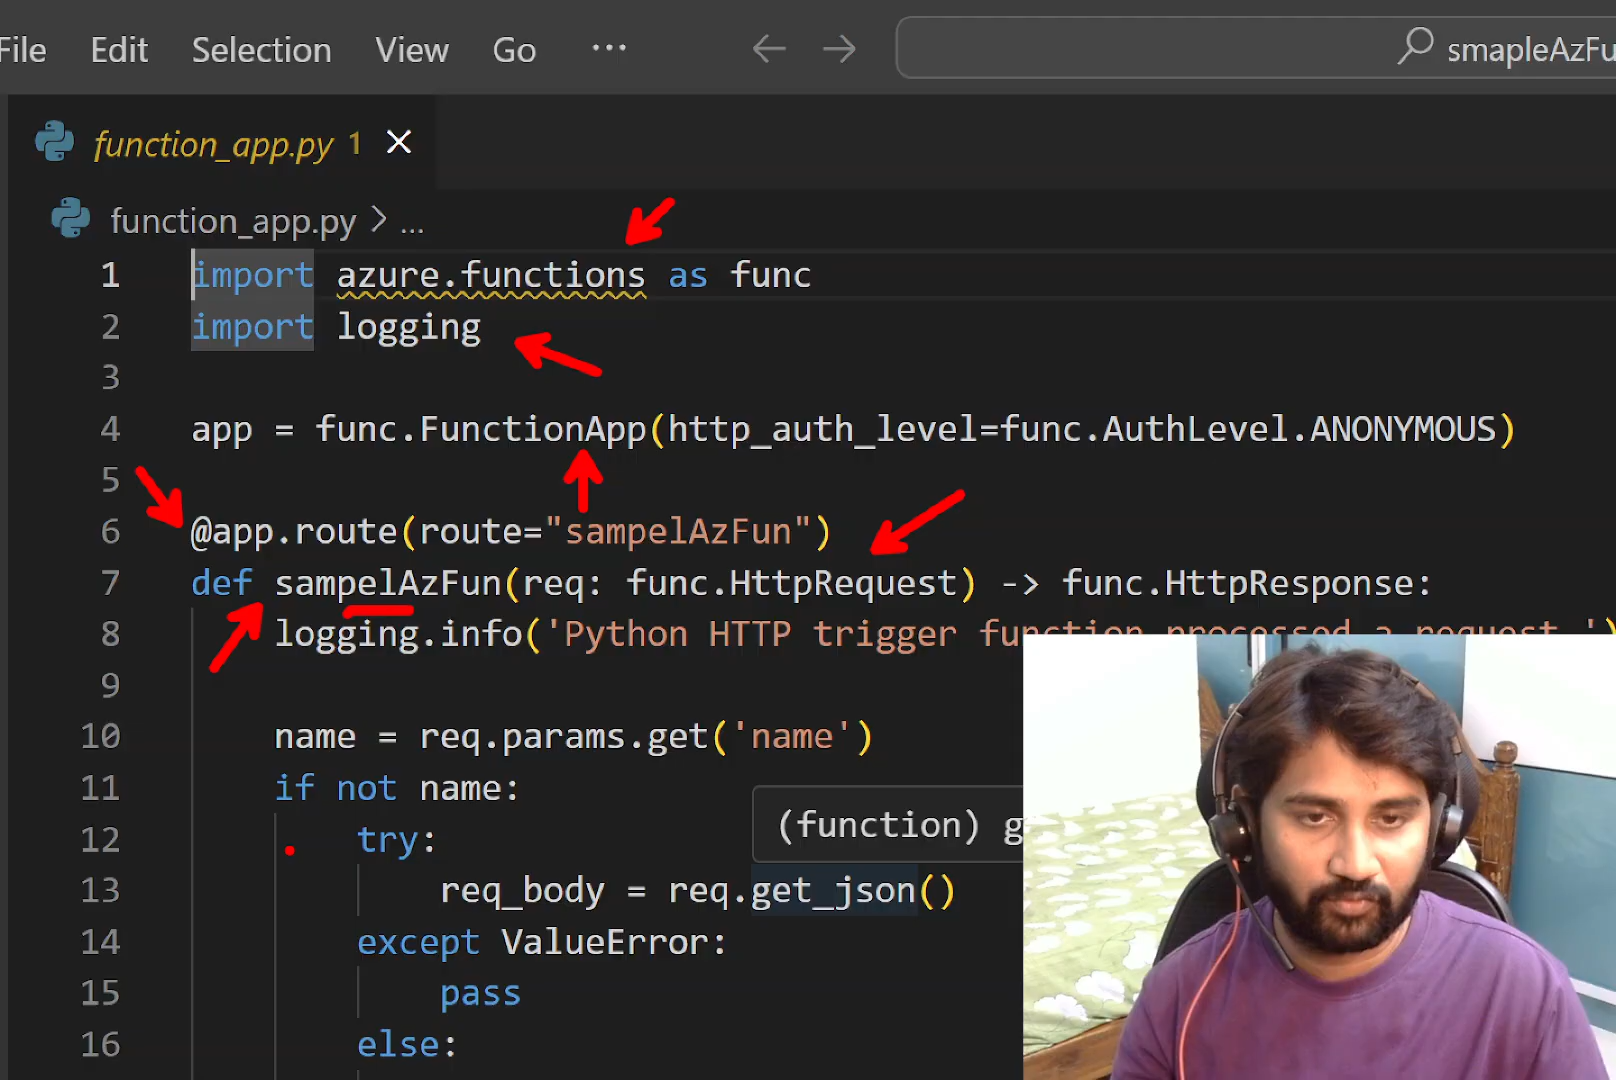 File Edit Selection View Go ... smapleAzFu
function_app.py 1
function_app.py > ...
1 import azure.functions as func
2 import logging
3
4 app = func.FunctionApp(http_auth_level=func.AuthLevel.ANONYMOUS)
5
6 @app.route(route="sampelAzFun")
7 def sampelAzFun(req: func.HttpRequest) -> func.HttpResponse:
8 logging.info('Python HTTP trigger function processed a request.')
9
10 name = req.params.get('name')
11 if not name:
(function) g
12 try:
13 req_body = req.get_json()
14 except ValueError:
15 pass
16 else: